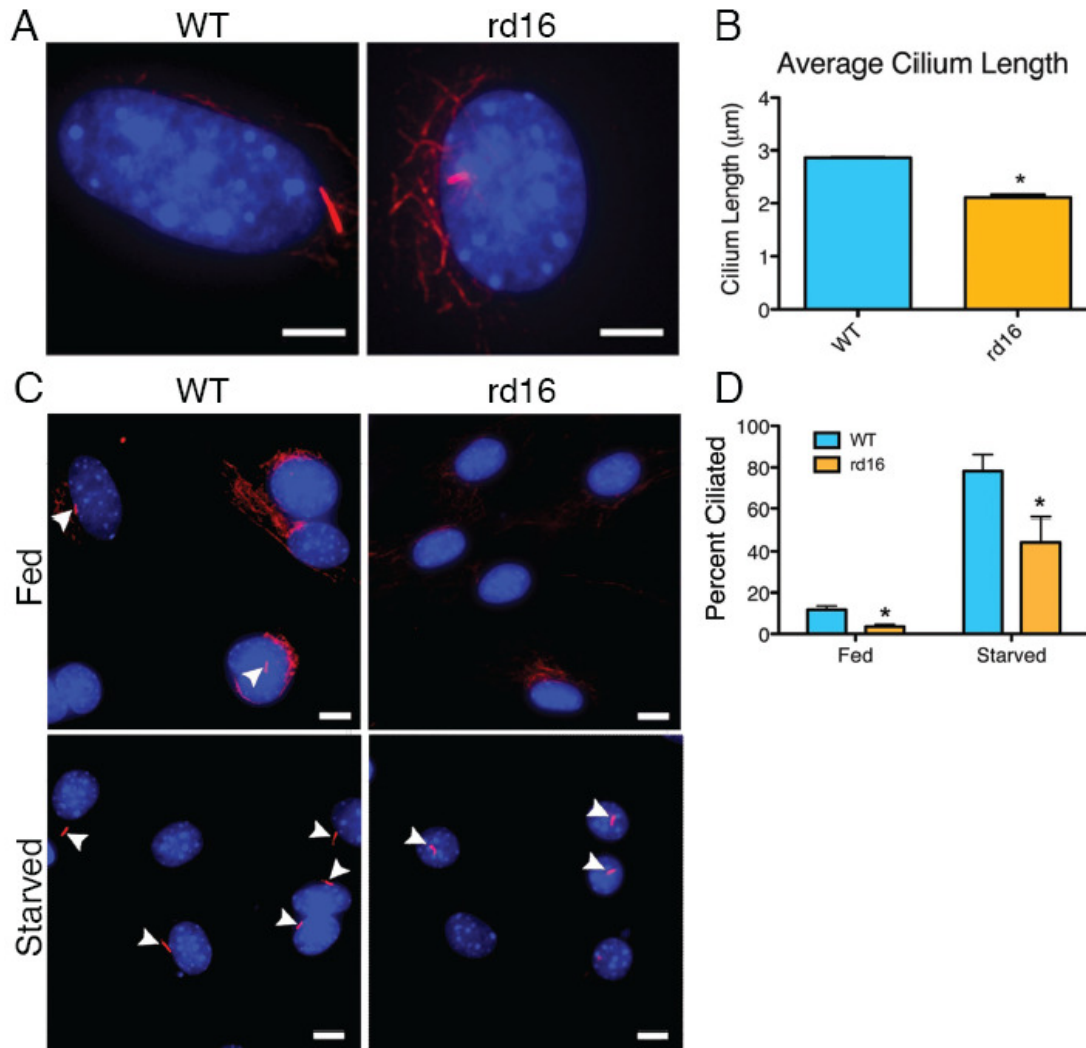 A
WT
rd16
B
Average Cilium Length
Cilium Length (μm)
4
3
2
1
0
*
WT
rd16
C
WT
rd16
Fed
Starved
D
Percent Ciliated
100
80
60
40
20
0
WT
rd16
*
*
Fed
Starved